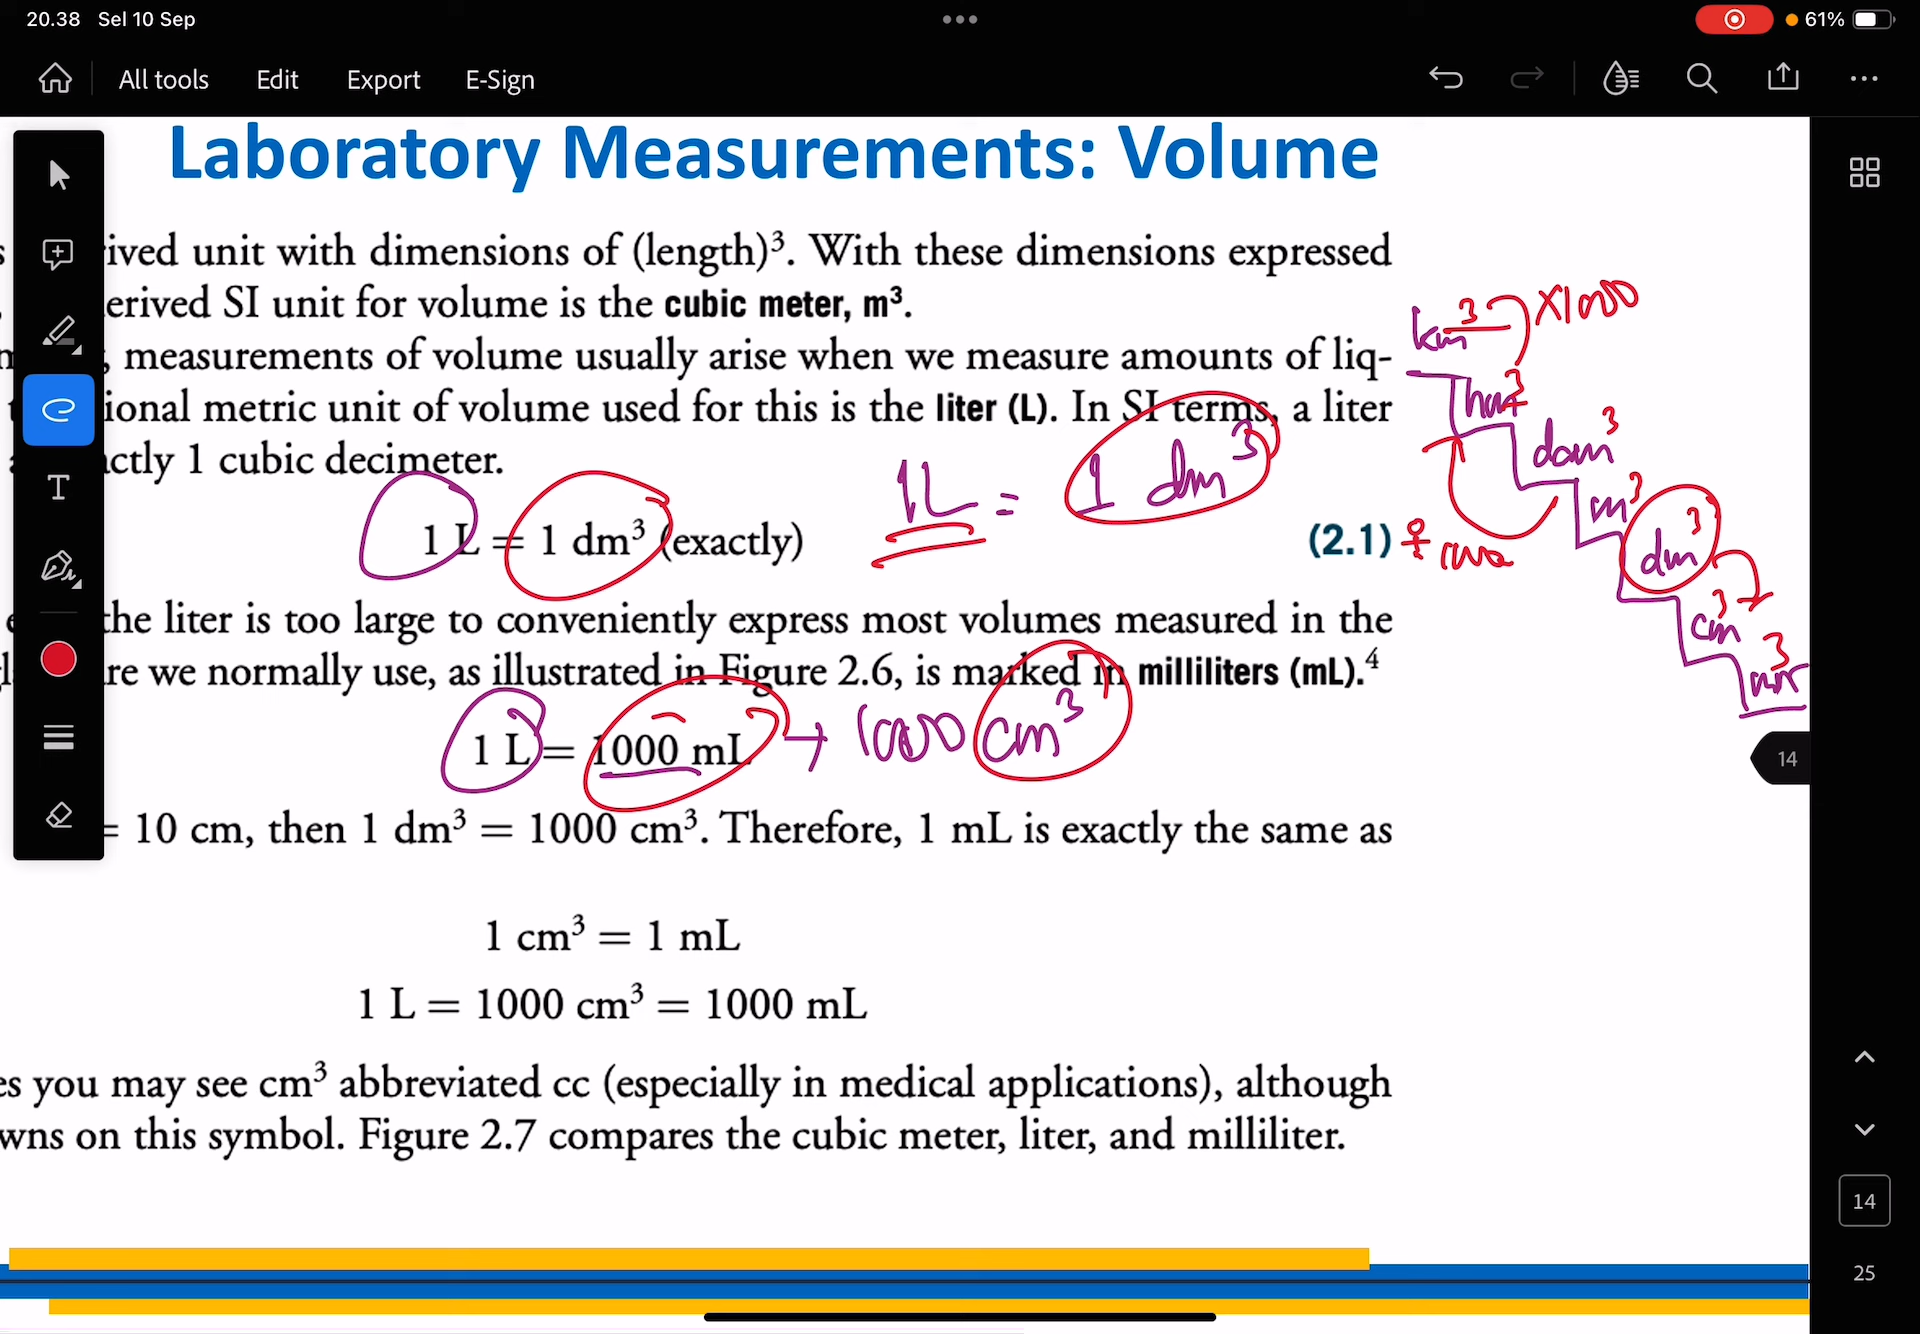 20.38 Sel 10 Sep
61%
All tools Edit Export E-Sign
Laboratory Measurements: Volume
s ived unit with dimensions of (length)³. With these dimensions expressed
erived SI unit for volume is the cubic meter, m³.
measurements of volume usually arise when we measure amounts of liq-
ional metric unit of volume used for this is the liter (L). In SI terms, a liter
ctly 1 cubic decimeter.
1 L = 1 dm³ (exactly) (2.1)
1L = 1 dm³
the liter is too large to conveniently express most volumes measured in the
re we normally use, as illustrated in Figure 2.6, is marked in milliliters (mL).⁴
1 L = 1000 mL → 1000 cm³
= 10 cm, then 1 dm³ = 1000 cm³. Therefore, 1 mL is exactly the same as
1 cm³ = 1 mL
1 L = 1000 cm³ = 1000 mL
es you may see cm³ abbreviated cc (especially in medical applications), although
wns on this symbol. Figure 2.7 compares the cubic meter, liter, and milliliter.
km³ ×1000
hm³
dam³
m³
dm³
cm³
mm³
÷ 1000
14
14
25